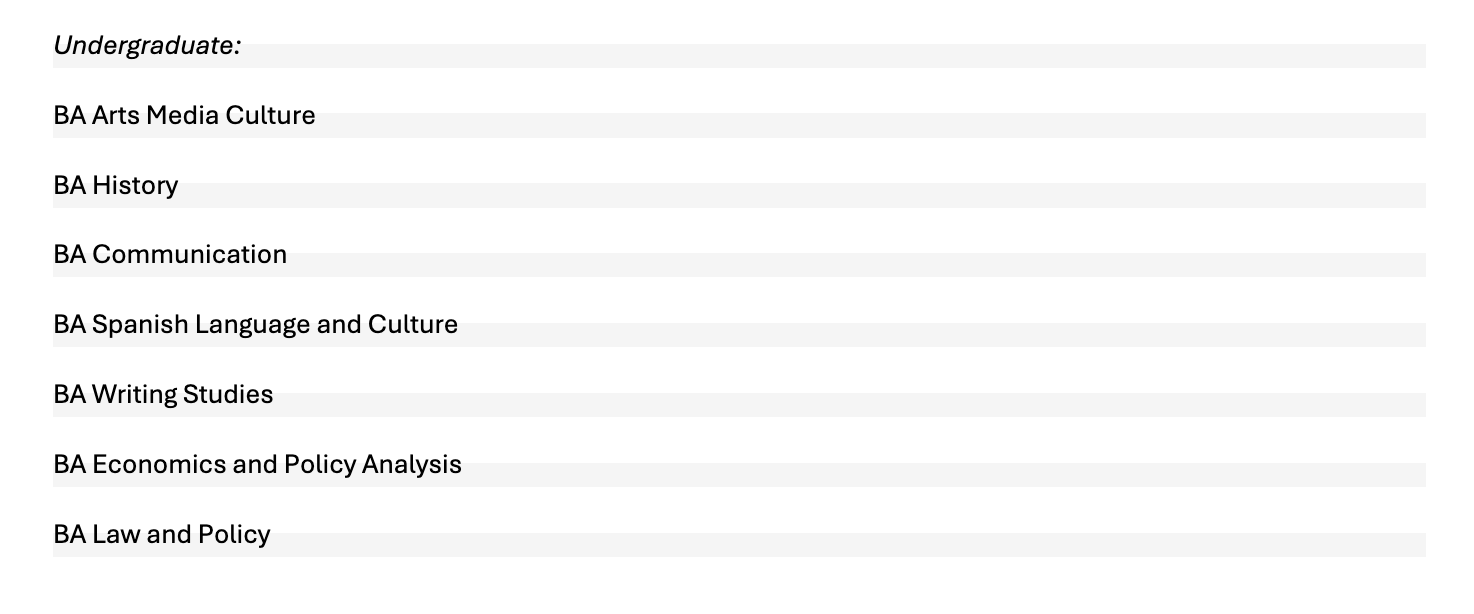 Undergraduate:
BA Arts Media Culture
BA History
BA Communication
BA Spanish Language and Culture
BA Writing Studies
BA Economics and Policy Analysis
BA Law and Policy